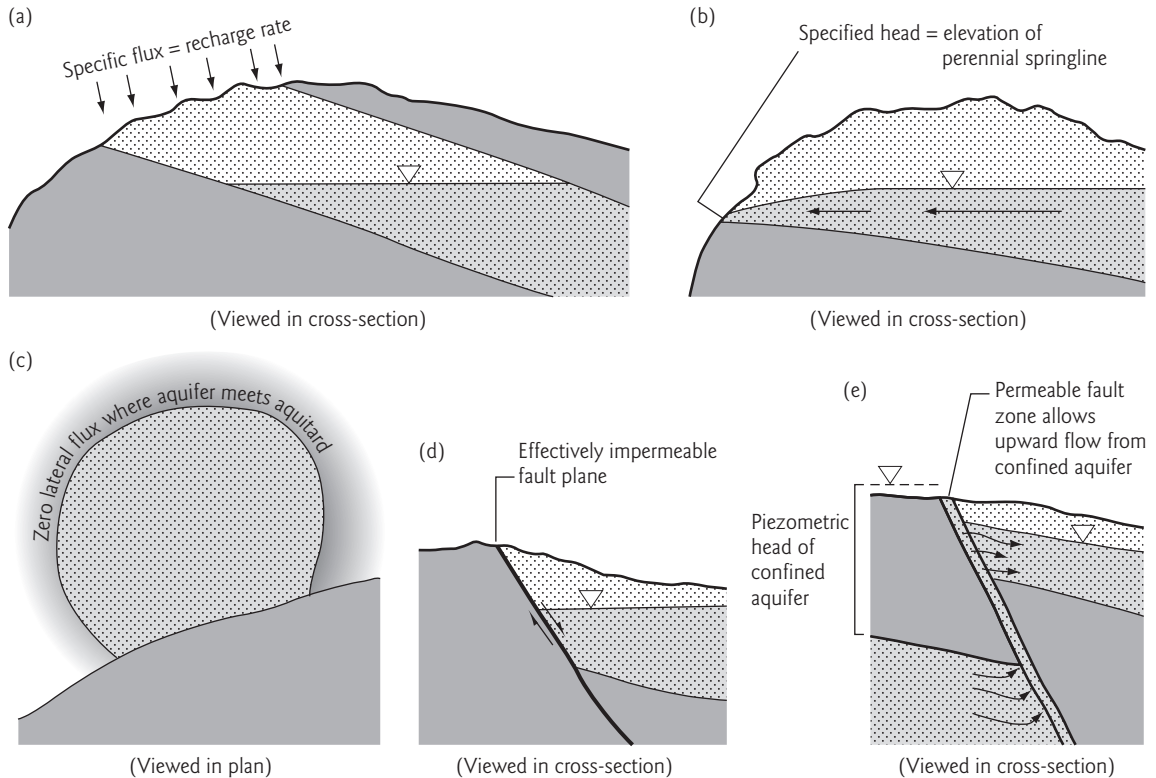 (a)
Specific flux = recharge rate
(Viewed in cross-section)
(b)
Specified head = elevation of
perennial springline
(Viewed in cross-section)
(c)
Zero lateral flux where aquifer meets aquitard
(Viewed in plan)
(d)
Effectively impermeable
fault plane
(Viewed in cross-section)
(e)
Permeable fault
zone allows
upward flow from
confined aquifer
Piezometric
head of
confined
aquifer
(Viewed in cross-section)